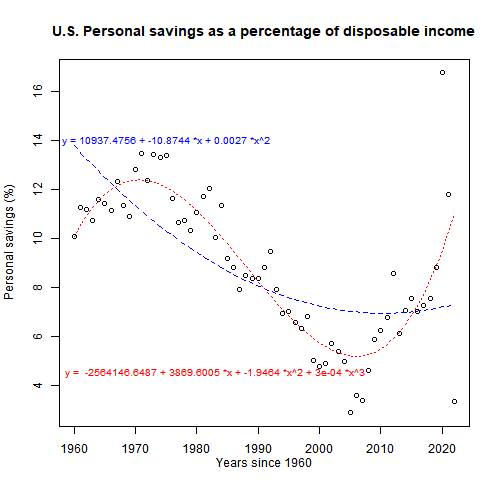 U.S. Personal savings as a percentage of disposable income
Personal savings (%)
16
14
12
10
8
6
4
y = 10937.4756 + -10.8744 *x + 0.0027 *x^2
y = -2564146.6487 + 3869.6005 *x + -1.9464 *x^2 + 3e-04 *x^3
1960 1970 1980 1990 2000 2010 2020
Years since 1960